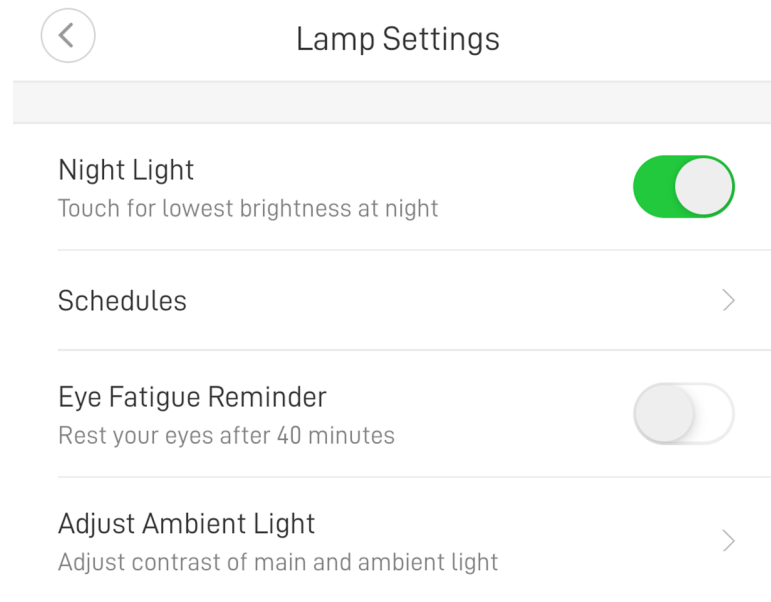 Lamp Settings
Night Light
Touch for lowest brightness at night
Schedules
Eye Fatigue Reminder
Rest your eyes after 40 minutes
Adjust Ambient Light
Adjust contrast of main and ambient light